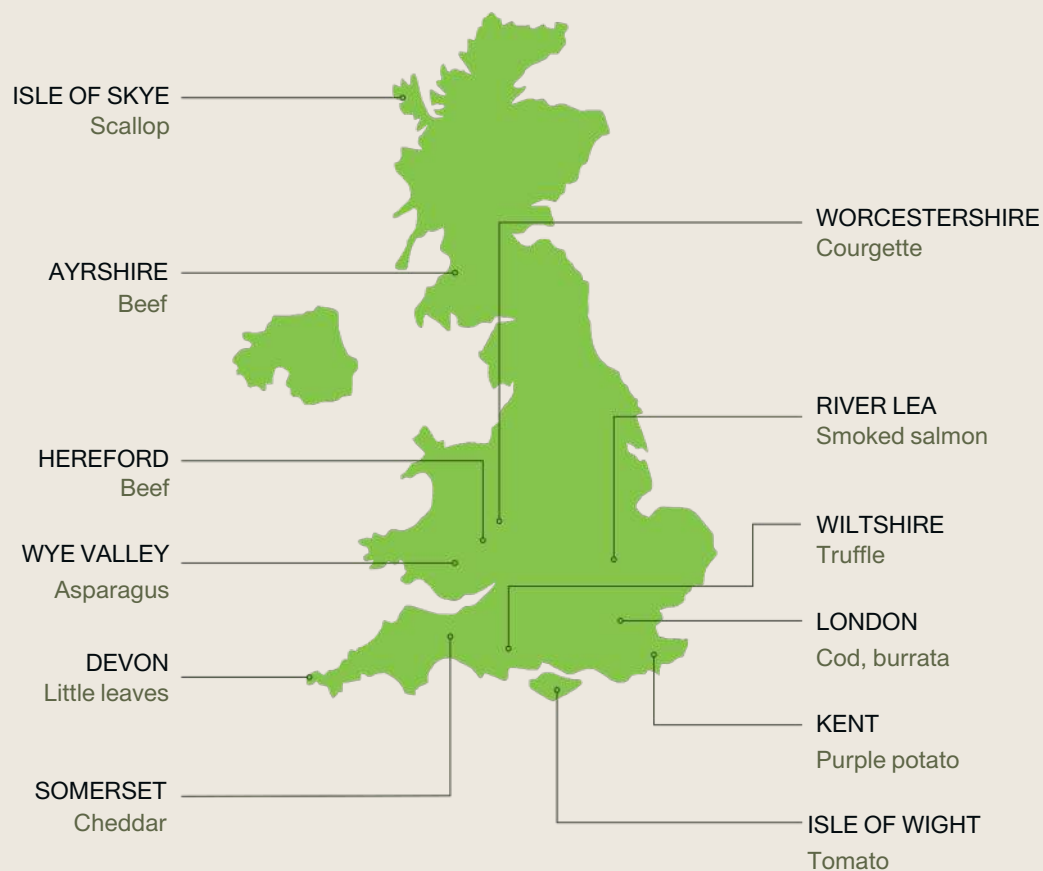 ISLE OF SKYE
Scallop
AYRSHIRE
Beef
HEREFORD
Beef
WYE VALLEY
Asparagus
DEVON
Little leaves
SOMERSET
Cheddar
WORCESTERSHIRE
Courgette
RIVER LEA
Smoked salmon
WILTSHIRE
Truffle
LONDON
Cod, burrata
KENT
Purple potato
ISLE OF WIGHT
Tomato